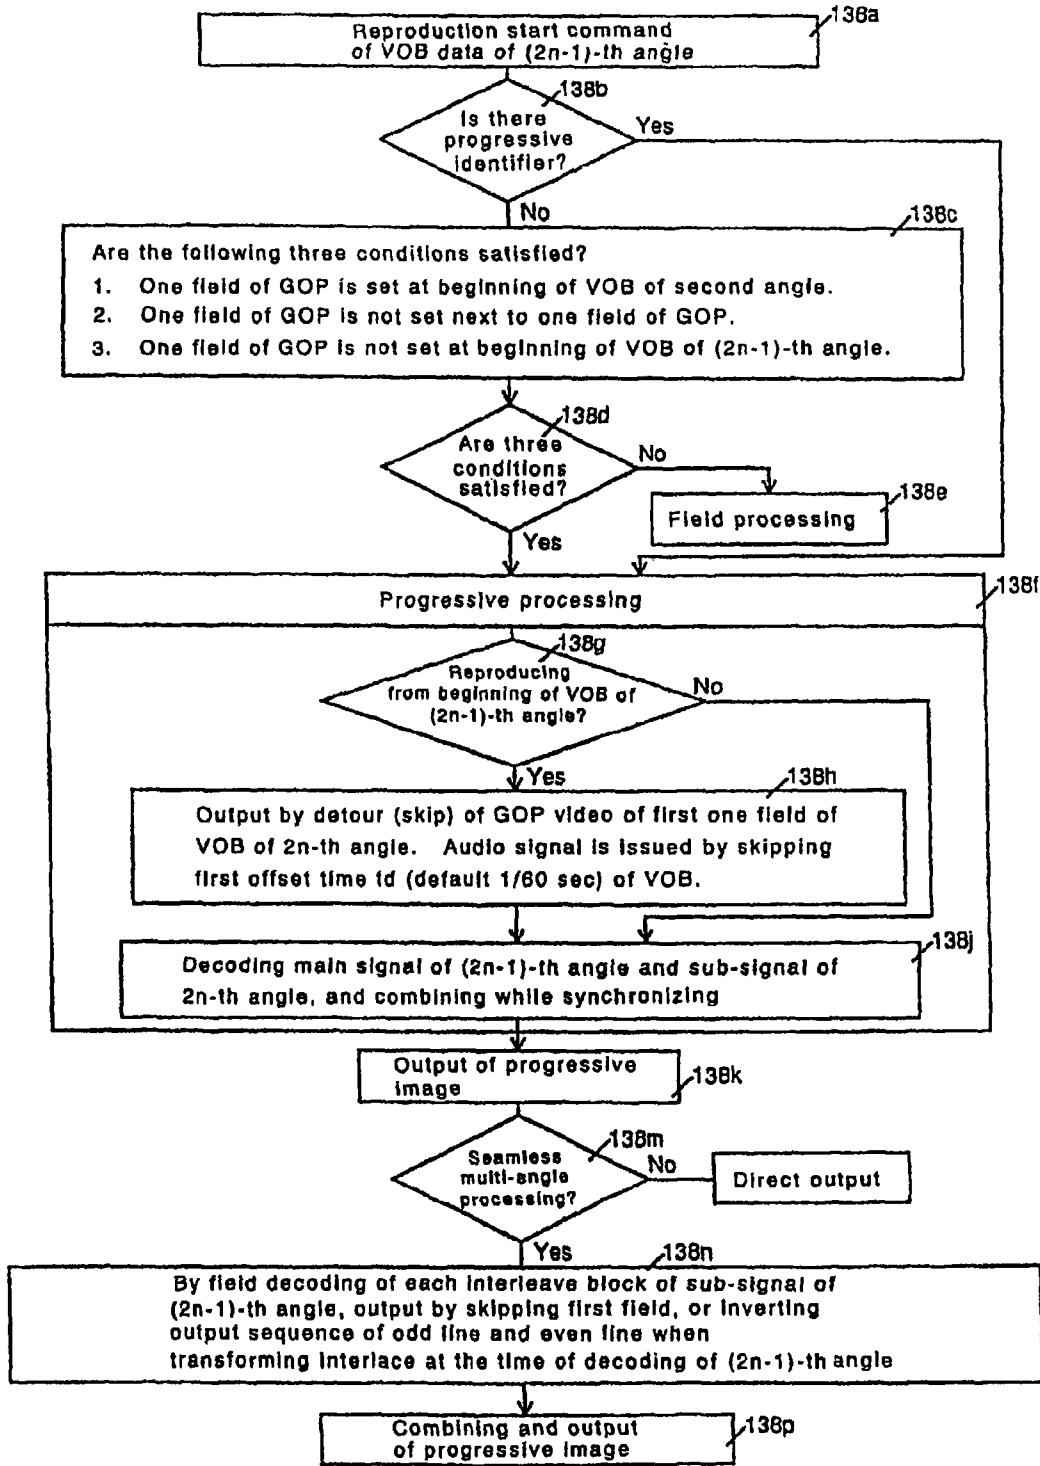 138a
Reproduction start command
of VOB data of (2n-1)-th angle
138b
Is there
progressive
identifier?
Yes
No
138c
Are the following three conditions satisfied?
1. One field of GOP is set at beginning of VOB of second angle.
2. One field of GOP is not set next to one field of GOP.
3. One field of GOP is not set at beginning of VOB of (2n-1)-th angle.
138d
Are three
conditions
satisfied?
No
138e
Field processing
Yes
138f
Progressive processing
138g
Reproducing
from beginning of VOB of
(2n-1)-th angle?
No
Yes
138h
Output by detour (skip) of GOP video of first one field of
VOB of 2n-th angle. Audio signal is issued by skipping
first offset time td (default 1/60 sec) of VOB.
138j
Decoding main signal of (2n-1)-th angle and sub-signal of
2n-th angle, and combining while synchronizing
Output of progressive
image
138k
138m
Seamless
multi-angle
processing?
No
Direct output
Yes
138n
By field decoding of each interleave block of sub-signal of
(2n-1)-th angle, output by skipping first field, or inverting
output sequence of odd line and even line when
transforming interlace at the time of decoding of (2n-1)-th angle
Combining and output
of progressive image
138p